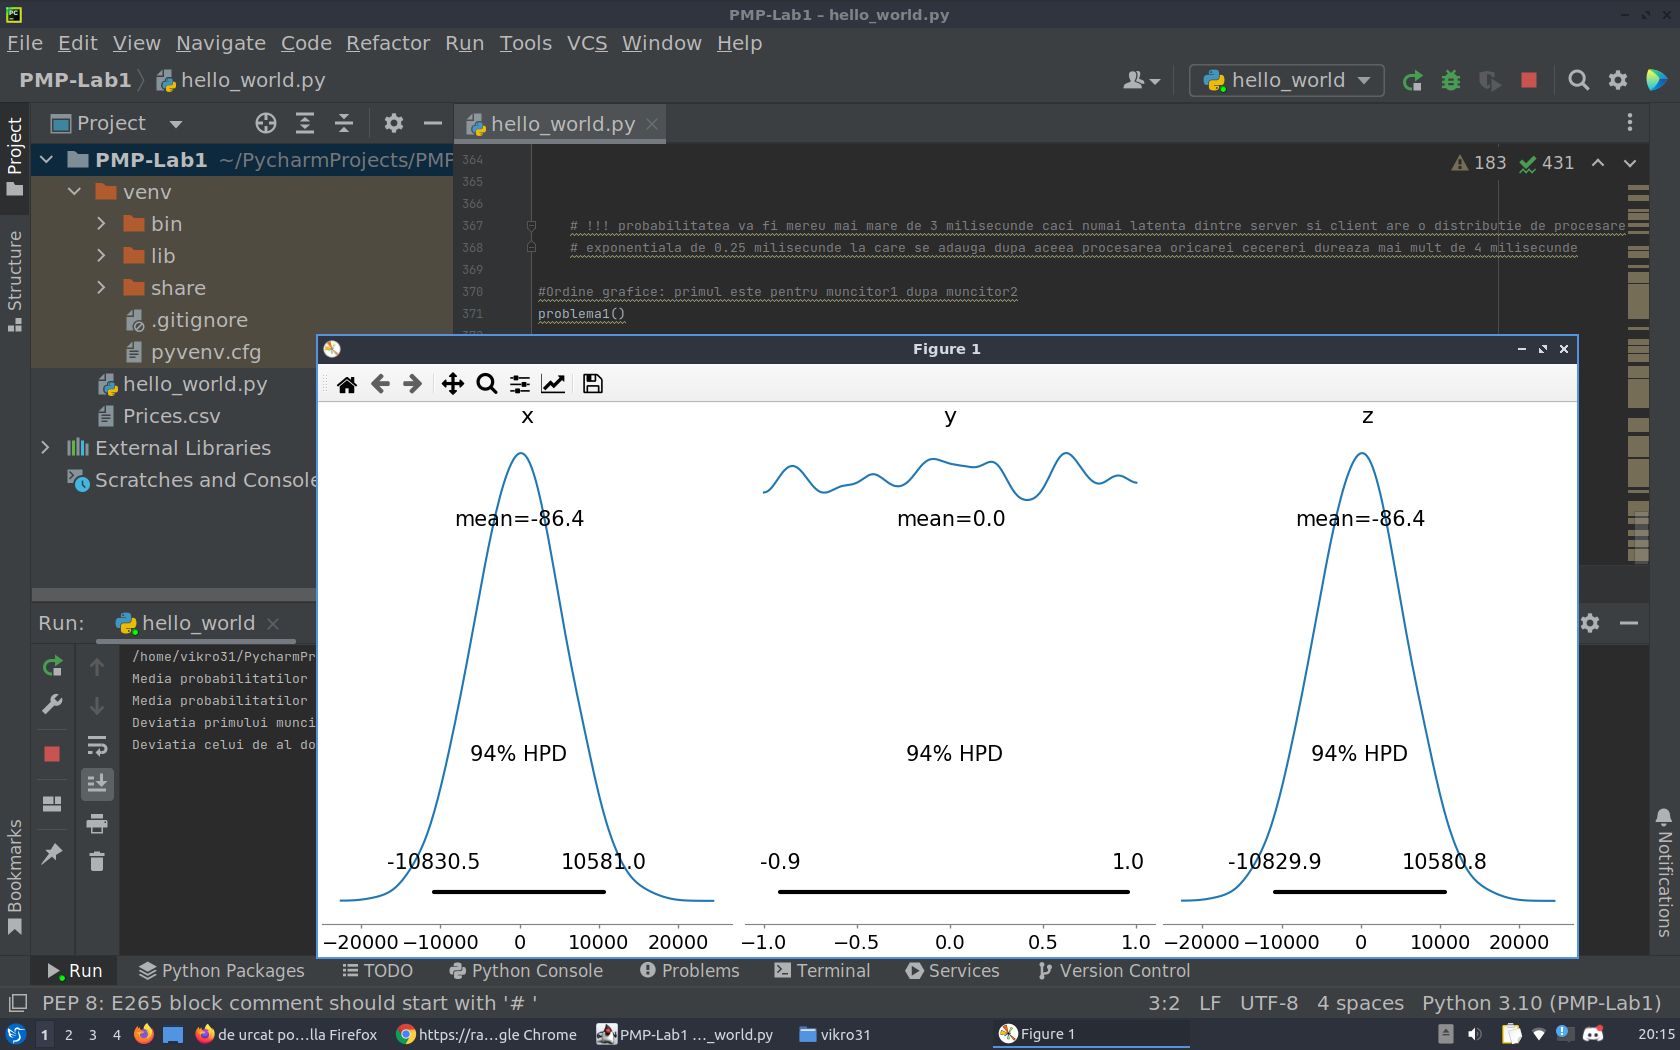 PMP-Lab1 – hello_world.py
File Edit View Navigate Code Refactor Run Tools VCS Window Help
PMP-Lab1 hello_world.py
hello_world
Project
hello_world.py
Project
PMP-Lab1 ~/PycharmProjects/PMP
venv
bin
lib
share
.gitignore
pyvenv.cfg
hello_world.py
Prices.csv
External Libraries
Scratches and Console
Structure
Bookmarks
Notifications
183 431
364
365
366
367 # !!! probabilitatea va fi mereu mai mare de 3 milisecunde caci numai latenta dintre server si client are o distributie de procesare
368 # exponentiala de 0.25 milisecunde la care se adauga dupa aceea procesarea oricarei cecereri dureaza mai mult de 4 milisecunde
369
370 #Ordine grafice: primul este pentru muncitor1 dupa muncitor2
371 problema1()
Figure 1
x y z
mean=-86.4 mean=0.0 mean=-86.4
94% HPD 94% HPD 94% HPD
-10830.5 10581.0 -0.9 1.0 -10829.9 10580.8
−20000 −10000 0 10000 20000 −1.0 −0.5 0.0 0.5 1.0 −20000 −10000 0 10000 20000
Run: hello_world
/home/vikro31/PycharmPr
Media probabilitatilor
Media probabilitatilor
Deviatia primului munci
Deviatia celui de al do
Run Python Packages TODO Python Console Problems Terminal Services Version Control
PEP 8: E265 block comment should start with '# ' 3:2 LF UTF-8 4 spaces Python 3.10 (PMP-Lab1)
1 2 3 4 de urcat po...lla Firefox https://ra...gle Chrome PMP-Lab1 ..._world.py vikro31 Figure 1 20:15